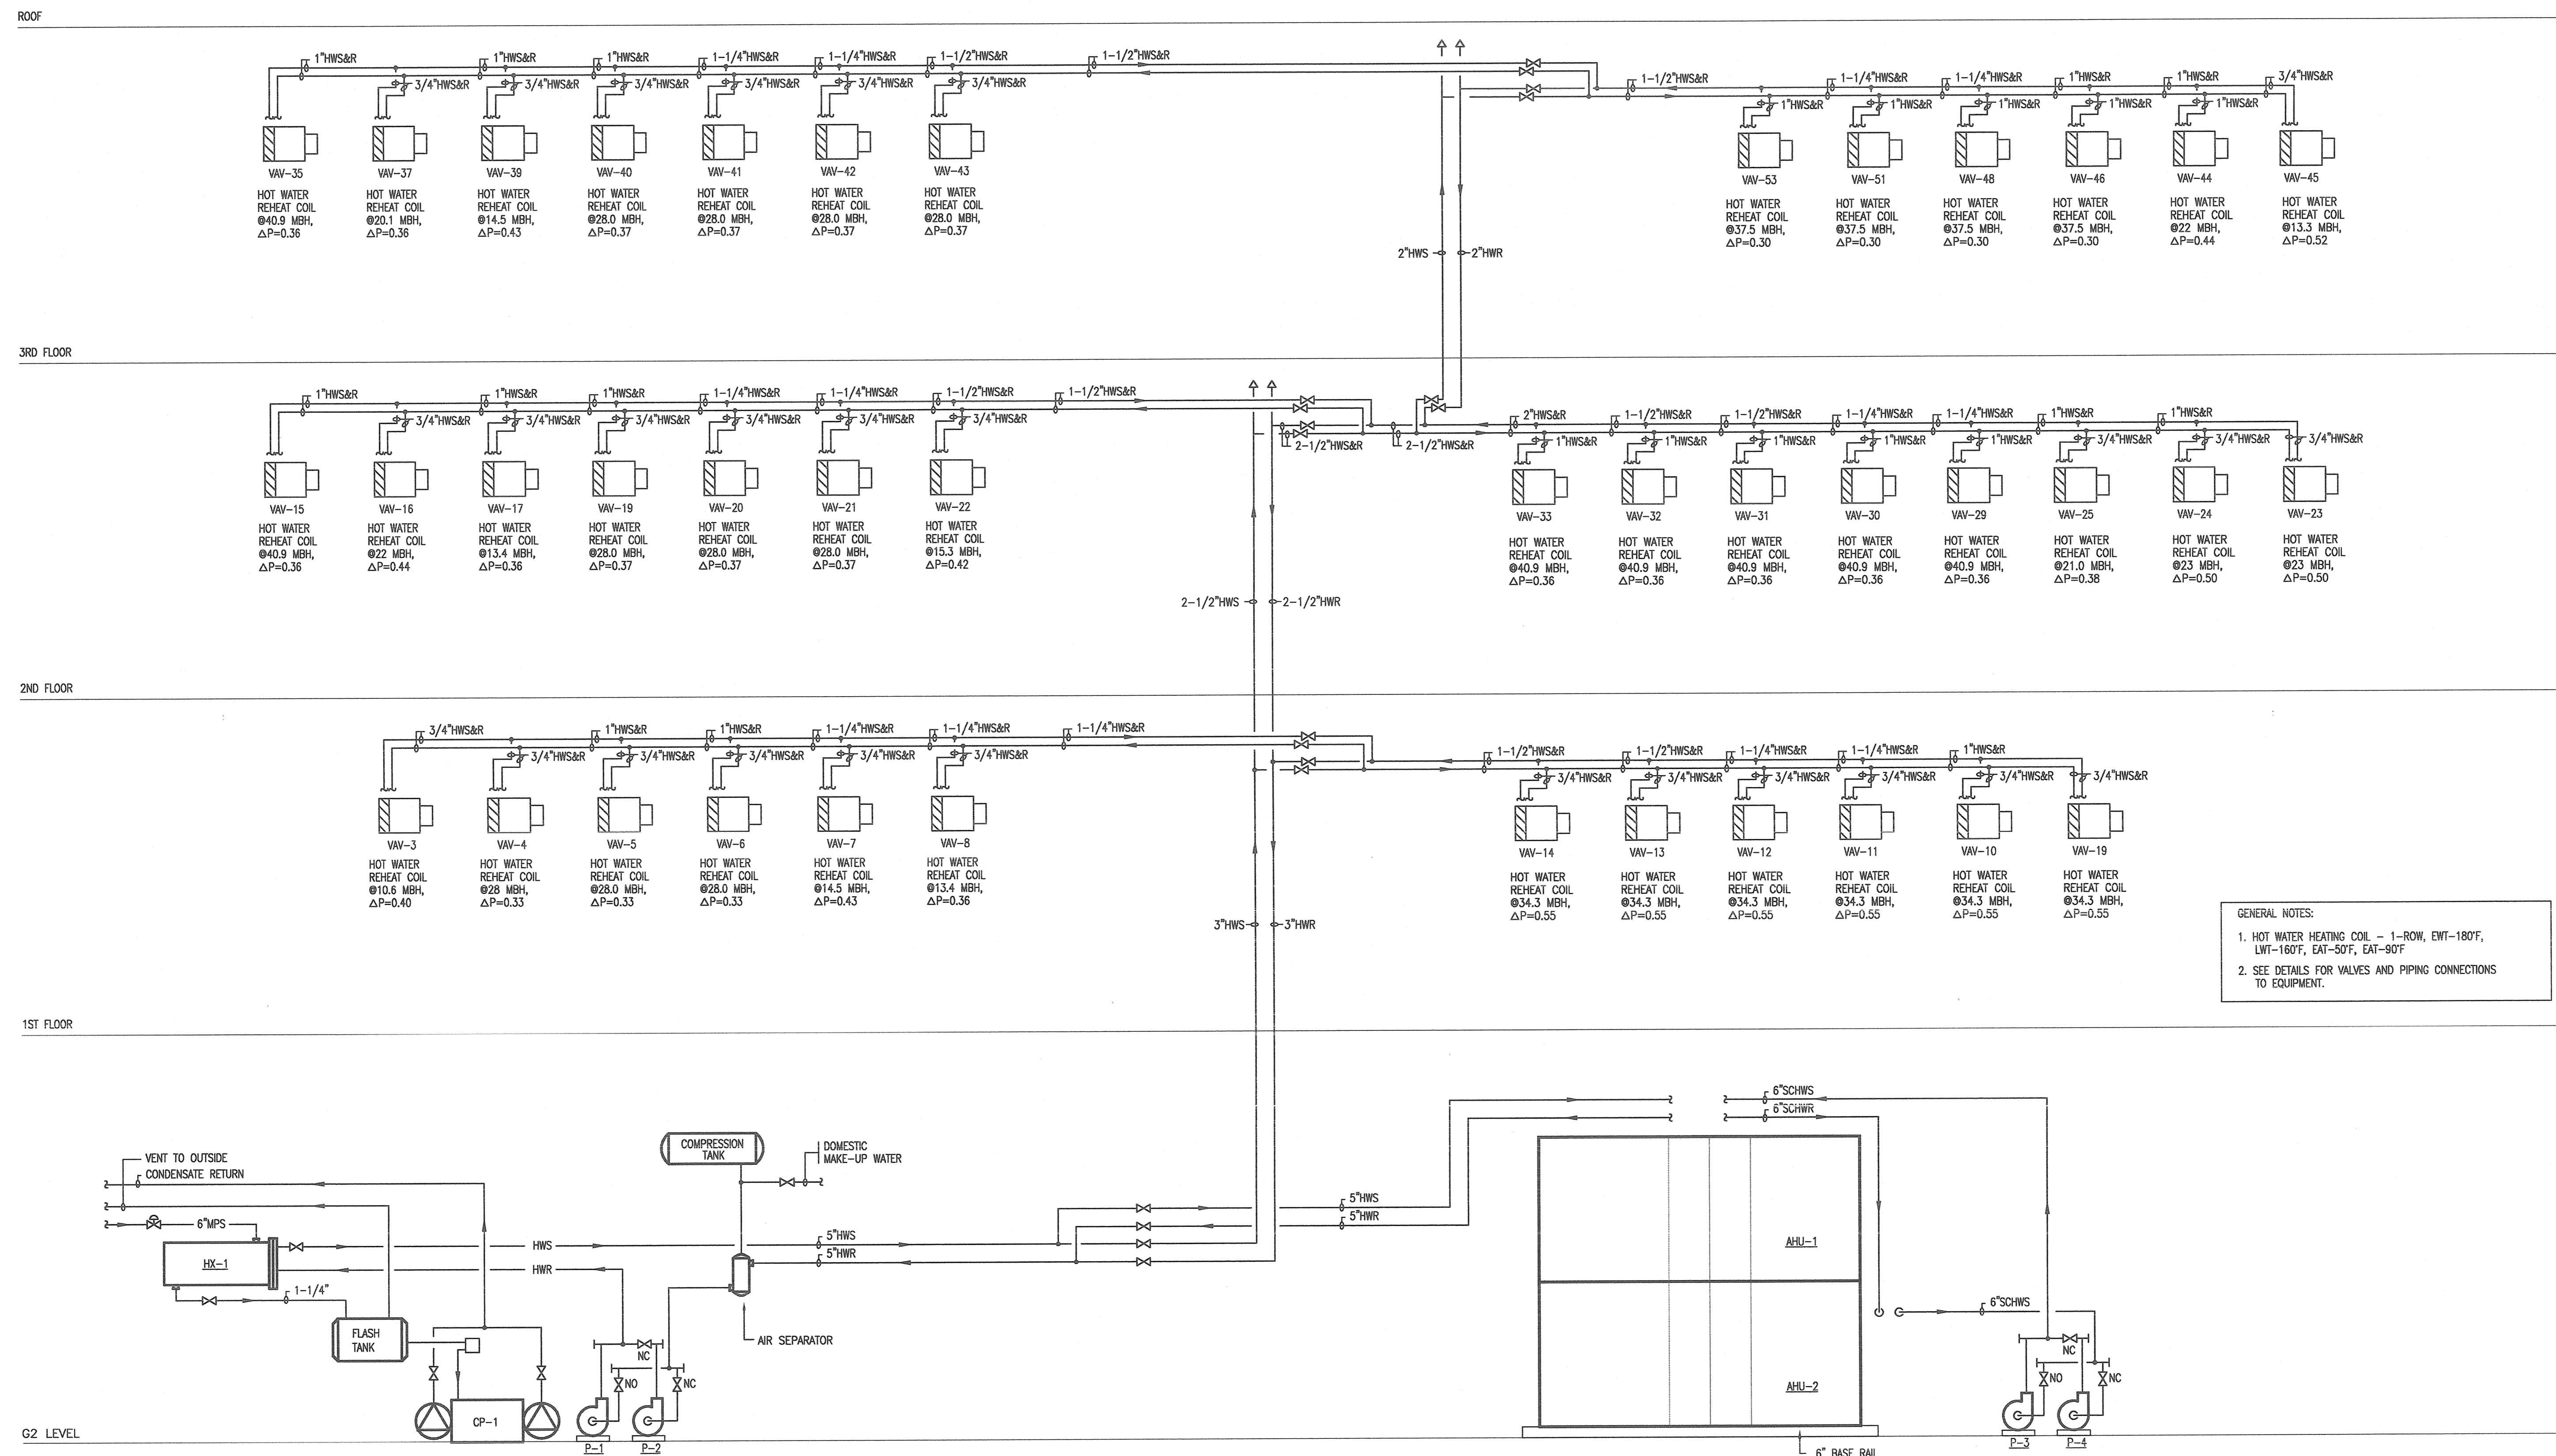 ROOF
1"HWS&R
1"HWS&R
1"HWS&R
1-1/4"HWS&R
1-1/4"HWS&R
1-1/2"HWS&R
1-1/2"HWS&R
3/4"HWS&R
3/4"HWS&R
3/4"HWS&R
3/4"HWS&R
3/4"HWS&R
3/4"HWS&R
1-1/2"HWS&R
1-1/4"HWS&R
1-1/4"HWS&R
1"HWS&R
1"HWS&R
3/4"HWS&R
1"HWS&R
1"HWS&R
1"HWS&R
1"HWS&R
1"HWS&R
VAV-35
HOT WATER
REHEAT COIL
@40.9 MBH,
△P=0.36
VAV-37
HOT WATER
REHEAT COIL
@20.1 MBH,
△P=0.36
VAV-39
HOT WATER
REHEAT COIL
@14.5 MBH,
△P=0.43
VAV-40
HOT WATER
REHEAT COIL
@28.0 MBH,
△P=0.37
VAV-41
HOT WATER
REHEAT COIL
@28.0 MBH,
△P=0.37
VAV-42
HOT WATER
REHEAT COIL
@28.0 MBH,
△P=0.37
VAV-43
HOT WATER
REHEAT COIL
@28.0 MBH,
△P=0.37
VAV-53
HOT WATER
REHEAT COIL
@37.5 MBH,
△P=0.30
VAV-51
HOT WATER
REHEAT COIL
@37.5 MBH,
△P=0.30
VAV-48
HOT WATER
REHEAT COIL
@37.5 MBH,
△P=0.30
VAV-46
HOT WATER
REHEAT COIL
@37.5 MBH,
△P=0.30
VAV-44
HOT WATER
REHEAT COIL
@22 MBH,
△P=0.44
VAV-45
HOT WATER
REHEAT COIL
@13.3 MBH,
△P=0.52
2"HWS
2"HWR
3RD FLOOR
1"HWS&R
1"HWS&R
1"HWS&R
1-1/4"HWS&R
1-1/4"HWS&R
1-1/2"HWS&R
1-1/2"HWS&R
3/4"HWS&R
3/4"HWS&R
3/4"HWS&R
3/4"HWS&R
3/4"HWS&R
3/4"HWS&R
2-1/2"HWS&R
2-1/2"HWS&R
2"HWS&R
1-1/2"HWS&R
1-1/2"HWS&R
1-1/4"HWS&R
1-1/4"HWS&R
1"HWS&R
1"HWS&R
1"HWS&R
1"HWS&R
1"HWS&R
1"HWS&R
1"HWS&R
3/4"HWS&R
3/4"HWS&R
3/4"HWS&R
VAV-15
HOT WATER
REHEAT COIL
@40.9 MBH,
△P=0.36
VAV-16
HOT WATER
REHEAT COIL
@22 MBH,
△P=0.44
VAV-17
HOT WATER
REHEAT COIL
@13.4 MBH,
△P=0.36
VAV-19
HOT WATER
REHEAT COIL
@28.0 MBH,
△P=0.37
VAV-20
HOT WATER
REHEAT COIL
@28.0 MBH,
△P=0.37
VAV-21
HOT WATER
REHEAT COIL
@28.0 MBH,
△P=0.37
VAV-22
HOT WATER
REHEAT COIL
@15.3 MBH,
△P=0.42
VAV-33
HOT WATER
REHEAT COIL
@40.9 MBH,
△P=0.36
VAV-32
HOT WATER
REHEAT COIL
@40.9 MBH,
△P=0.36
VAV-31
HOT WATER
REHEAT COIL
@40.9 MBH,
△P=0.36
VAV-30
HOT WATER
REHEAT COIL
@40.9 MBH,
△P=0.36
VAV-29
HOT WATER
REHEAT COIL
@40.9 MBH,
△P=0.36
VAV-25
HOT WATER
REHEAT COIL
@21.0 MBH,
△P=0.38
VAV-24
HOT WATER
REHEAT COIL
@23 MBH,
△P=0.50
VAV-23
HOT WATER
REHEAT COIL
@23 MBH,
△P=0.50
2-1/2"HWS
2-1/2"HWR
2ND FLOOR
3/4"HWS&R
1"HWS&R
1"HWS&R
1-1/4"HWS&R
1-1/4"HWS&R
1-1/4"HWS&R
3/4"HWS&R
3/4"HWS&R
3/4"HWS&R
3/4"HWS&R
3/4"HWS&R
1-1/2"HWS&R
1-1/2"HWS&R
1-1/4"HWS&R
1-1/4"HWS&R
1"HWS&R
3/4"HWS&R
3/4"HWS&R
3/4"HWS&R
3/4"HWS&R
3/4"HWS&R
3/4"HWS&R
VAV-3
HOT WATER
REHEAT COIL
@10.6 MBH,
△P=0.40
VAV-4
HOT WATER
REHEAT COIL
@28 MBH,
△P=0.33
VAV-5
HOT WATER
REHEAT COIL
@28.0 MBH,
△P=0.33
VAV-6
HOT WATER
REHEAT COIL
@28.0 MBH,
△P=0.33
VAV-7
HOT WATER
REHEAT COIL
@14.5 MBH,
△P=0.43
VAV-8
HOT WATER
REHEAT COIL
@13.4 MBH,
△P=0.36
VAV-14
HOT WATER
REHEAT COIL
@34.3 MBH,
△P=0.55
VAV-13
HOT WATER
REHEAT COIL
@34.3 MBH,
△P=0.55
VAV-12
HOT WATER
REHEAT COIL
@34.3 MBH,
△P=0.55
VAV-11
HOT WATER
REHEAT COIL
@34.3 MBH,
△P=0.55
VAV-10
HOT WATER
REHEAT COIL
@34.3 MBH,
△P=0.55
VAV-19
HOT WATER
REHEAT COIL
@34.3 MBH,
△P=0.55
3"HWS
3"HWR
GENERAL NOTES:
1. HOT WATER HEATING COIL - 1-ROW, EWT-180°F,
LWT-160°F, EAT-50°F, EAT-90°F
2. SEE DETAILS FOR VALVES AND PIPING CONNECTIONS
TO EQUIPMENT.
1ST FLOOR
6"SCHWS
6"SCHWR
COMPRESSION
TANK
DOMESTIC
MAKE-UP WATER
VENT TO OUTSIDE
CONDENSATE RETURN
6"MPS
HX-1
1-1/4"
HWS
HWR
5"HWS
5"HWR
5"HWS
5"HWR
AHU-1
6"SCHWS
FLASH
TANK
AIR SEPARATOR
NC
NO
NC
NC
NO
NC
AHU-2
CP-1
G2 LEVEL
P-1
P-2
P-3
P-4
6" BASE RAIL